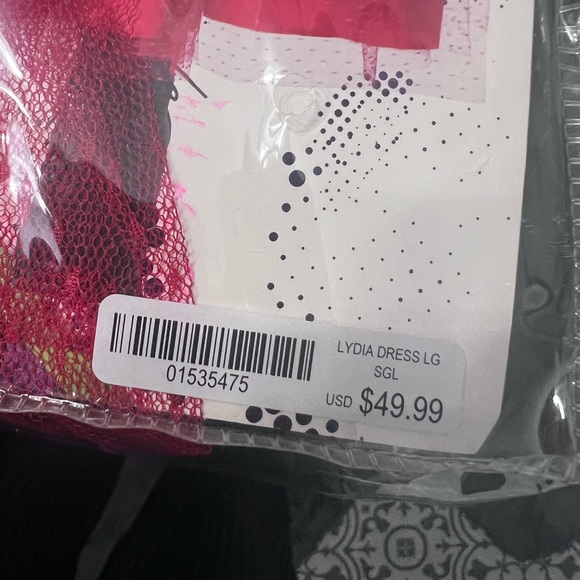 LYDIA DRESS LG
SGL
01535475
USD $49.99